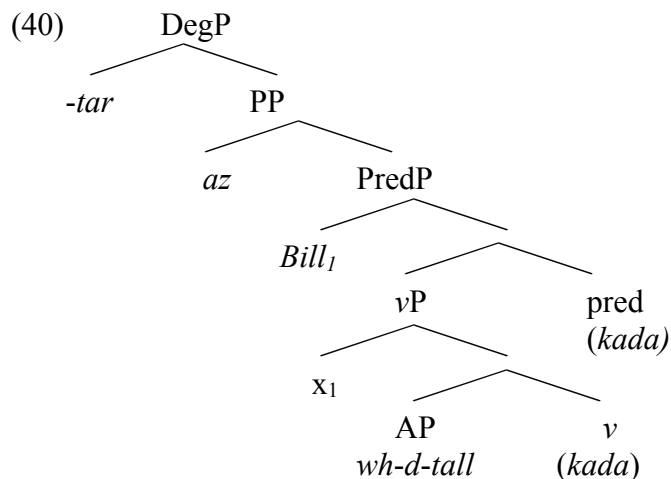 (40) DegP
-tar PP
az PredP
Bill₁
vP pred
(kada)
x₁
AP v
wh-d-tall (kada)